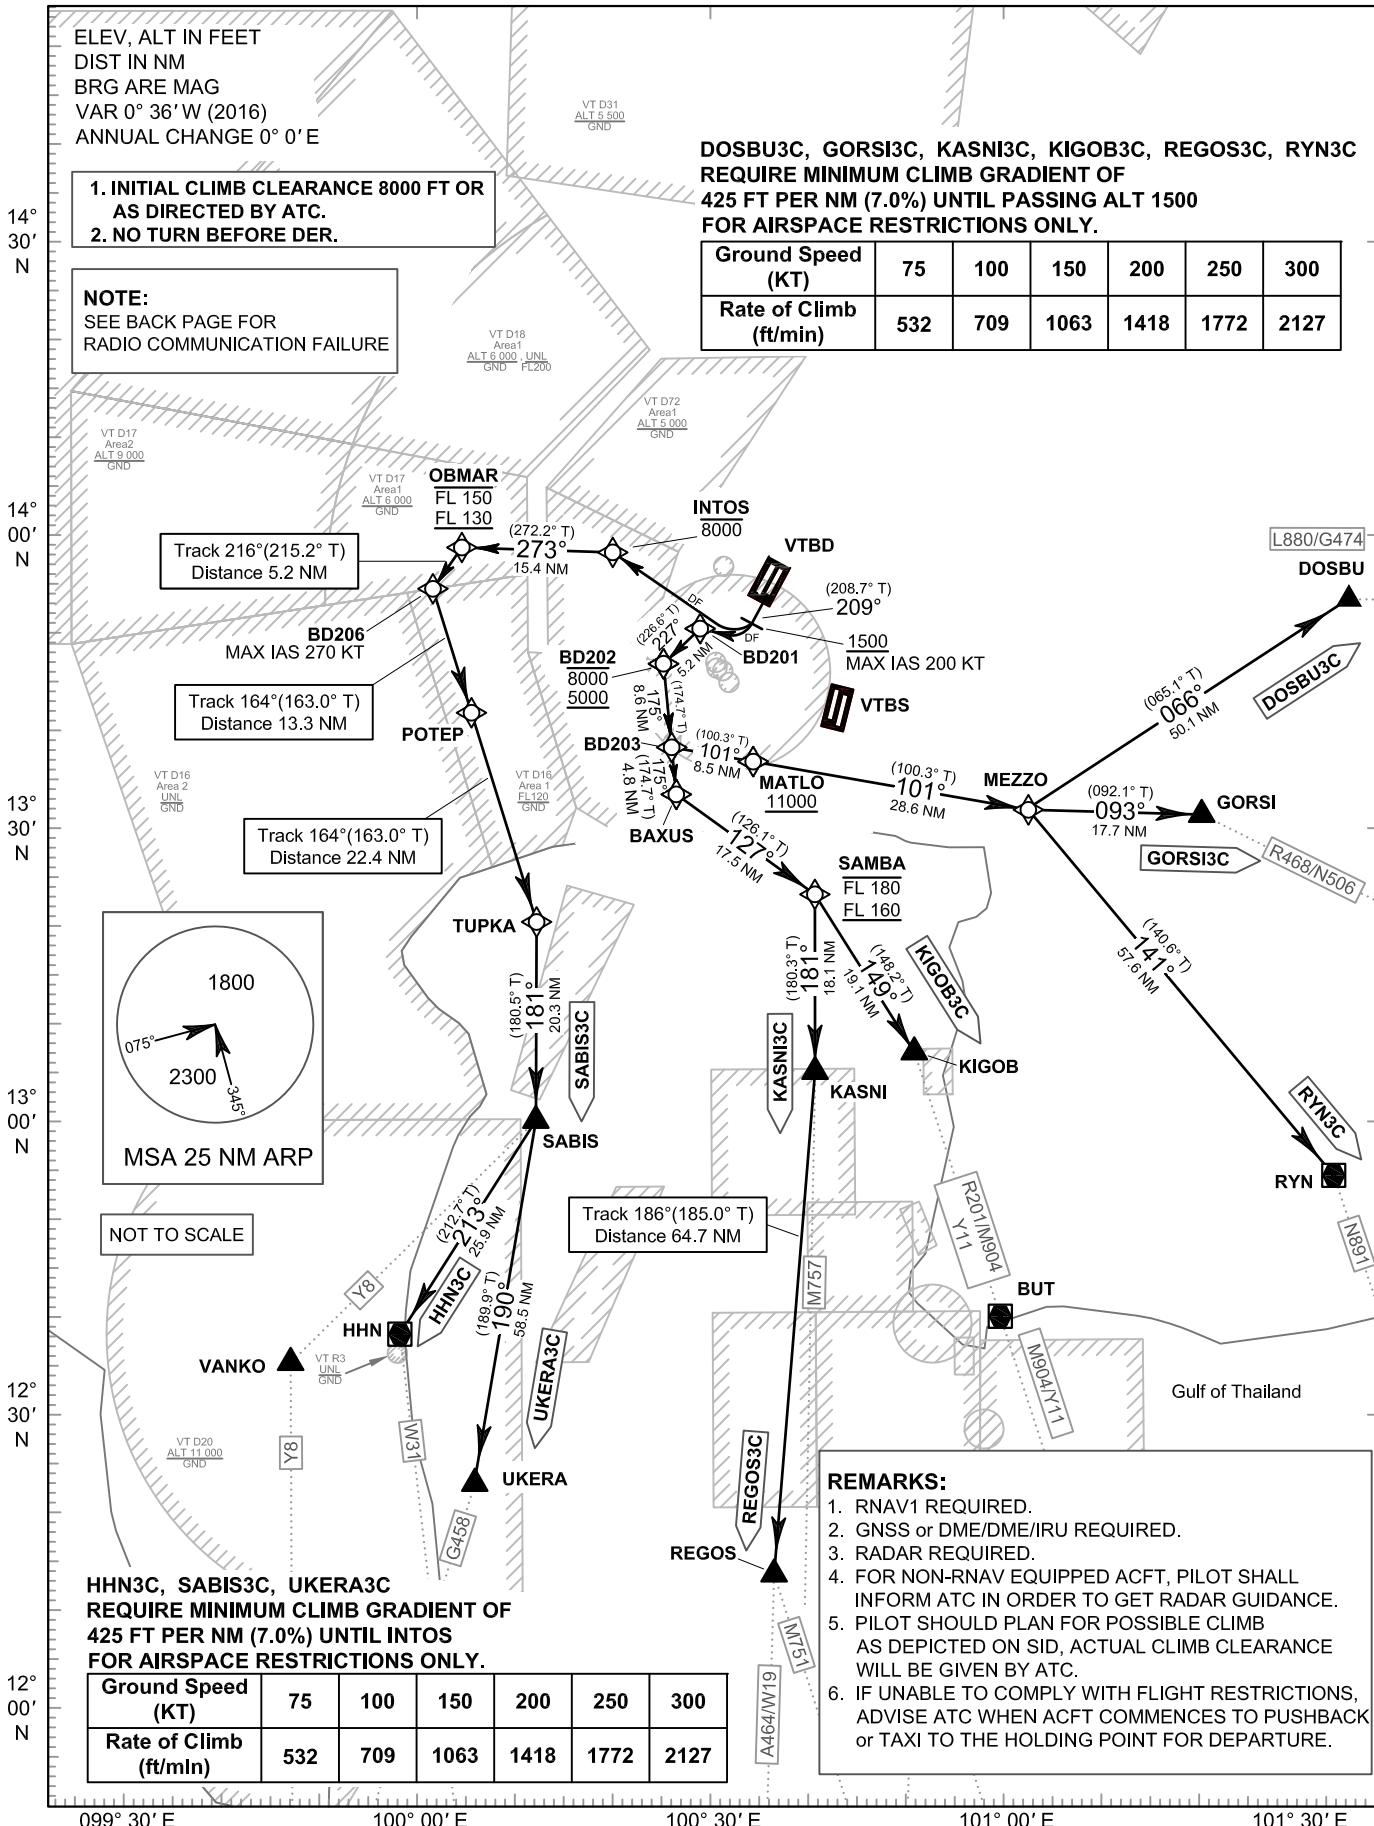 ELEV, ALT IN FEET
DIST IN NM
BRG ARE MAG
VAR 0° 36′ W (2016)
ANNUAL CHANGE 0° 0′ E
1. INITIAL CLIMB CLEARANCE 8000 FT OR
AS DIRECTED BY ATC.
2. NO TURN BEFORE DER.
NOTE:
SEE BACK PAGE FOR
RADIO COMMUNICATION FAILURE
VT D31
ALT 5 500
GND
DOSBU3C, GORSI3C, KASNI3C, KIGOB3C, REGOS3C, RYN3C
REQUIRE MINIMUM CLIMB GRADIENT OF
425 FT PER NM (7.0%) UNTIL PASSING ALT 1500
FOR AIRSPACE RESTRICTIONS ONLY.
Ground Speed (KT) 75 100 150 200 250 300
Rate of Climb (ft/min) 532 709 1063 1418 1772 2127
14°
30′
N
VT D18
Area1
ALT 6 000 , UNL
GND FL200
VT D72
Area1
ALT 5 000
GND
VT D17
Area2
ALT 9 000
GND
VT D17
Area1
ALT 6 000
GND
14°
00′
N
OBMAR
FL 150
FL 130
INTOS
8000
(272.2° T)
273°
15.4 NM
VTBD
(208.7° T)
209°
DF
DF
1500
MAX IAS 200 KT
Track 216°(215.2° T)
Distance 5.2 NM
BD206
MAX IAS 270 KT
(226.6° T)
227°
5.2 NM
BD201
BD202
8000
5000
VTBS
L880/G474
DOSBU
DOSBU3C
(065.1° T)
066°
50.1 NM
Track 164°(163.0° T)
Distance 13.3 NM
POTEP
(174.7° T)
175°
8.6 NM
BD203
(100.3° T)
101°
8.5 NM
MATLO
11000
(100.3° T)
101°
28.6 NM
MEZZO
(092.1° T)
093°
17.7 NM
GORSI
GORSI3C
R468/N506
VT D16
Area 2
UNL
GND
VT D16
Area 1
FL120
GND
13°
30′
N
175°
(174.7° T)
4.8 NM
BAXUS
Track 164°(163.0° T)
Distance 22.4 NM
(126.1° T)
127°
17.5 NM
SAMBA
FL 180
FL 160
TUPKA
(180.5° T)
181°
20.3 NM
SABIS3C
(180.3° T)
181°
18.1 NM
(148.2° T)
149°
19.1 NM
KIGOB3C
(140.6° T)
141°
57.6 NM
1800
075°
2300
345°
MSA 25 NM ARP
NOT TO SCALE
13°
00′
N
SABIS
KASNI3C
KASNI
KIGOB
RYN3C
RYN
N891
(212.7° T)
213°
25.9 NM
HHN3C
(189.9° T)
190°
58.5 NM
UKERA3C
Track 186°(185.0° T)
Distance 64.7 NM
M757
R201/M904
Y11
BUT
M904/Y11
Y8
HHN
VANKO
VT R3
UNL
GND
Y8
W31
VT D20
ALT 11 000
GND
Gulf of Thailand
12°
30′
N
UKERA
G458
REGOS3C
REGOS
A464/W19
M751
HHN3C, SABIS3C, UKERA3C
REQUIRE MINIMUM CLIMB GRADIENT OF
425 FT PER NM (7.0%) UNTIL INTOS
FOR AIRSPACE RESTRICTIONS ONLY.
Ground Speed (KT) 75 100 150 200 250 300
Rate of Climb (ft/mln) 532 709 1063 1418 1772 2127
12°
00′
N
REMARKS:
1. RNAV1 REQUIRED.
2. GNSS or DME/DME/IRU REQUIRED.
3. RADAR REQUIRED.
4. FOR NON-RNAV EQUIPPED ACFT, PILOT SHALL
INFORM ATC IN ORDER TO GET RADAR GUIDANCE.
5. PILOT SHOULD PLAN FOR POSSIBLE CLIMB
AS DEPICTED ON SID, ACTUAL CLIMB CLEARANCE
WILL BE GIVEN BY ATC.
6. IF UNABLE TO COMPLY WITH FLIGHT RESTRICTIONS,
ADVISE ATC WHEN ACFT COMMENCES TO PUSHBACK
or TAXI TO THE HOLDING POINT FOR DEPARTURE.
099° 30′ E 100° 00′ E 100° 30′ E 101° 00′ E 101° 30′ E